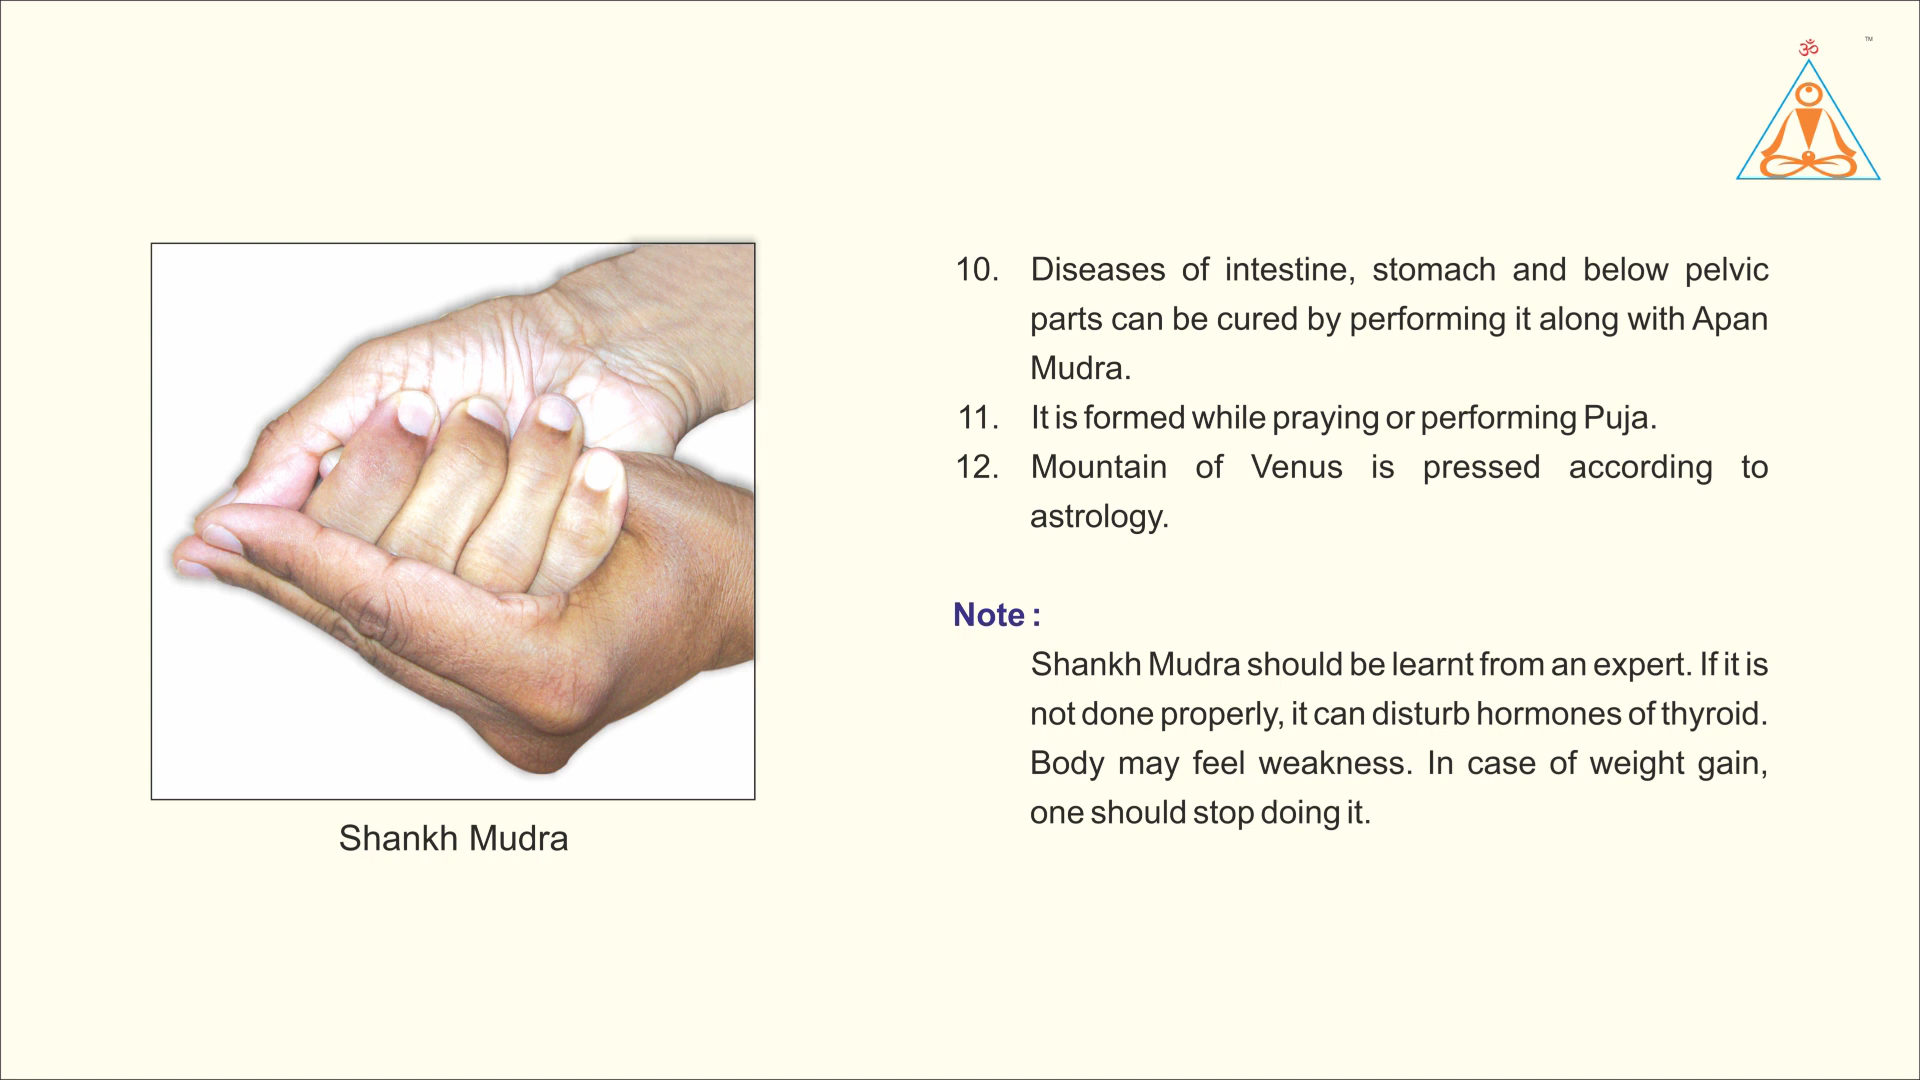 ॐ
TM
10. Diseases of intestine, stomach and below pelvic
parts can be cured by performing it along with Apan
Mudra.
11. It is formed while praying or performing Puja.
12. Mountain of Venus is pressed according to
astrology.
Note :
Shankh Mudra should be learnt from an expert. If it is
not done properly, it can disturb hormones of thyroid.
Body may feel weakness. In case of weight gain,
one should stop doing it.
Shankh Mudra